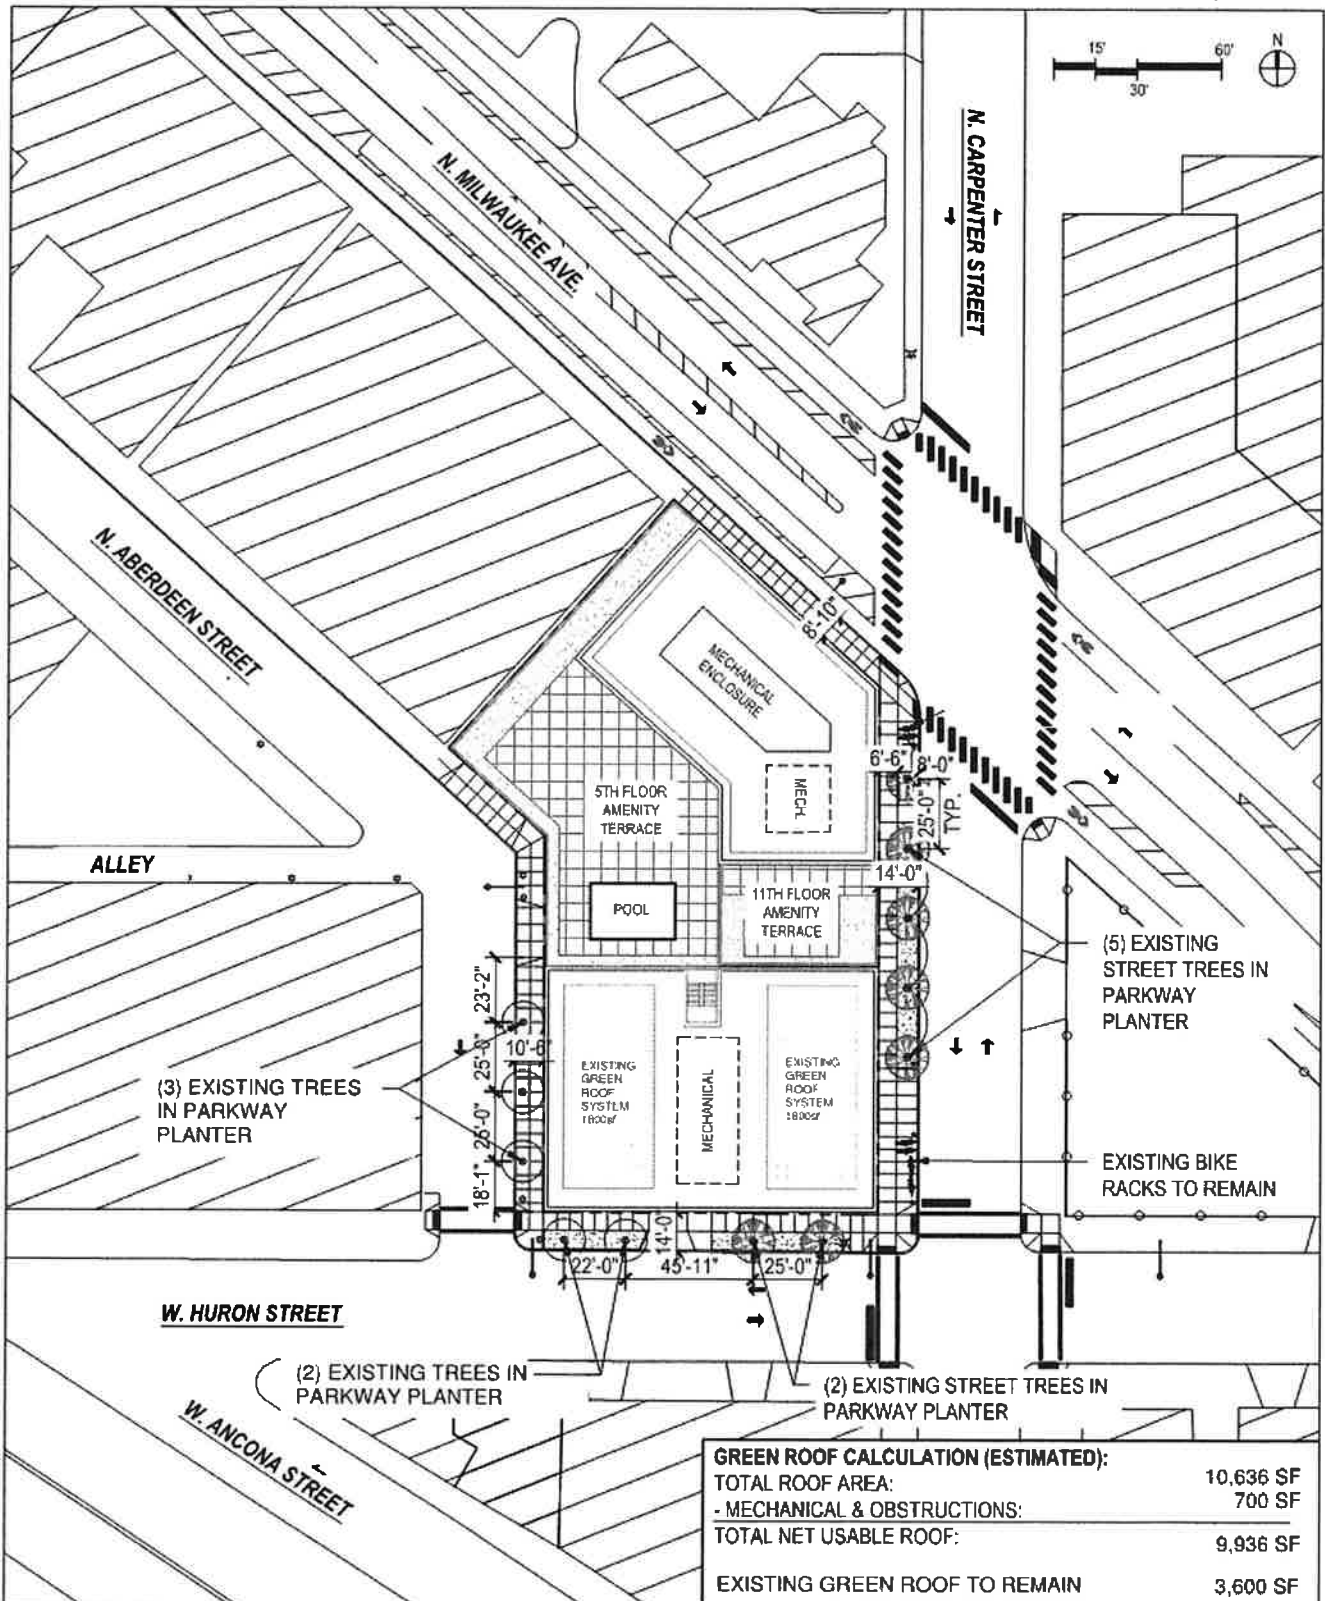 15'
60'
30'
N
N. CARPENTER STREET
N. MILWAUKEE AVE.
N. ABERDEEN STREET
8'-10"
MECHANICAL
ENCLOSURE
MECH.
6'-6"
8'-0"
25'-0"
TYP.
14'-0"
5TH FLOOR
AMENITY
TERRACE
POOL
11TH FLOOR
AMENITY
TERRACE
ALLEY
(5) EXISTING
STREET TREES IN
PARKWAY
PLANTER
23'-2"
25'-0"
10'-6"
25'-0"
18'-1"
(3) EXISTING TREES
IN PARKWAY
PLANTER
EXISTING
GREEN
ROOF
SYSTEM
1800sf
MECHANICAL
EXISTING
GREEN
ROOF
SYSTEM
1800sf
EXISTING BIKE
RACKS TO REMAIN
14'-0"
22'-0"
45'-11"
25'-0"
W. HURON STREET
(2) EXISTING TREES IN
PARKWAY PLANTER
(2) EXISTING STREET TREES IN
PARKWAY PLANTER
W. ANCONA STREET
GREEN ROOF CALCULATION (ESTIMATED):
TOTAL ROOF AREA: 10,636 SF
- MECHANICAL & OBSTRUCTIONS: 700 SF
TOTAL NET USABLE ROOF: 9,936 SF
EXISTING GREEN ROOF TO REMAIN 3,600 SF